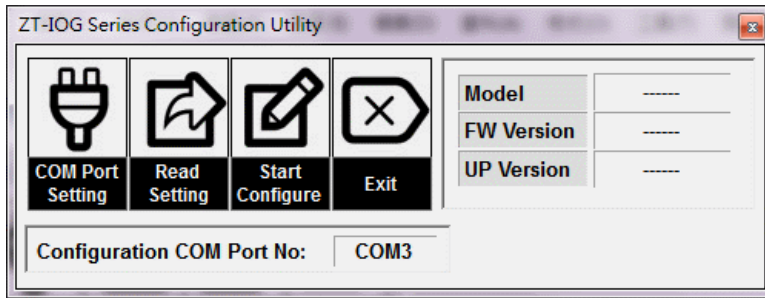 ZT-IOG Series Configuration Utility
COM Port Setting
Read Setting
Start Configure
Exit
Model ------
FW Version ------
UP Version ------
Configuration COM Port No: COM3